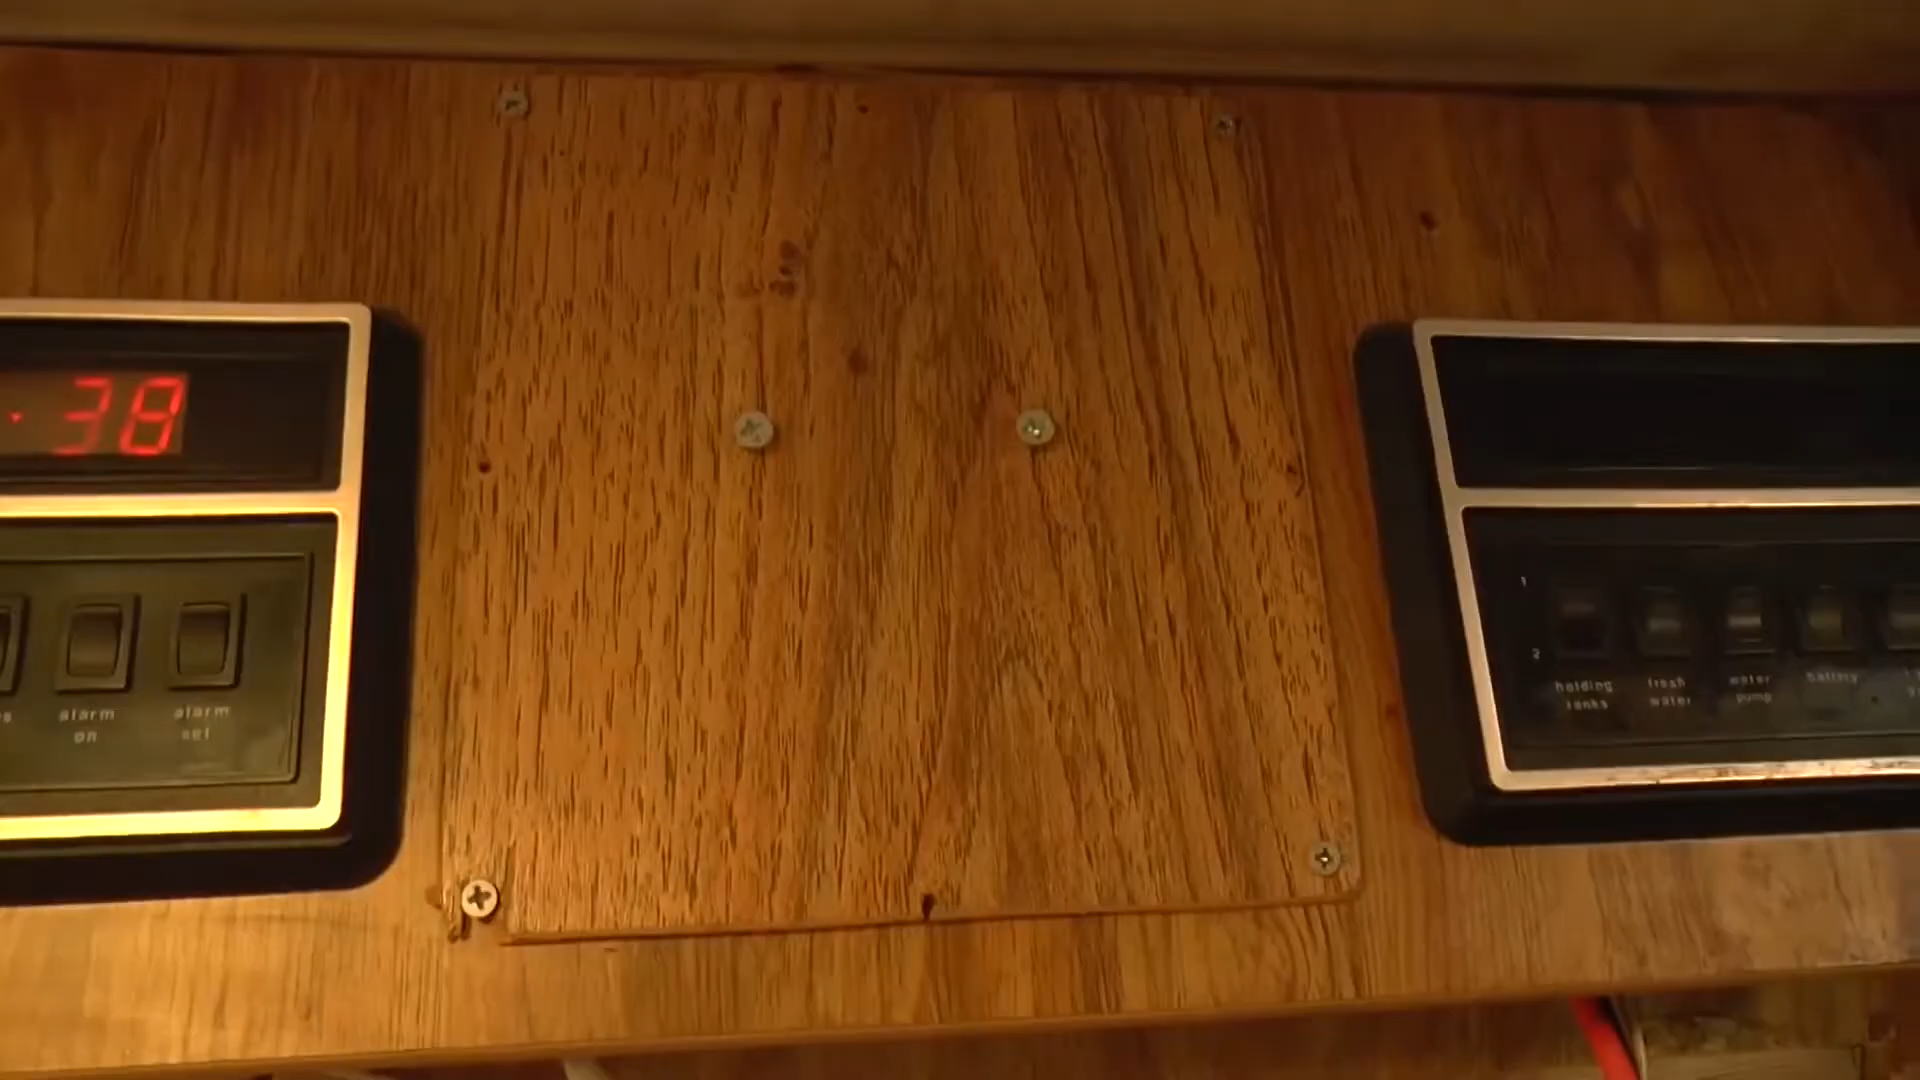 38
alarm
on
alarm
set
1
2
holding
tanks
fresh
water
water
pump
battery